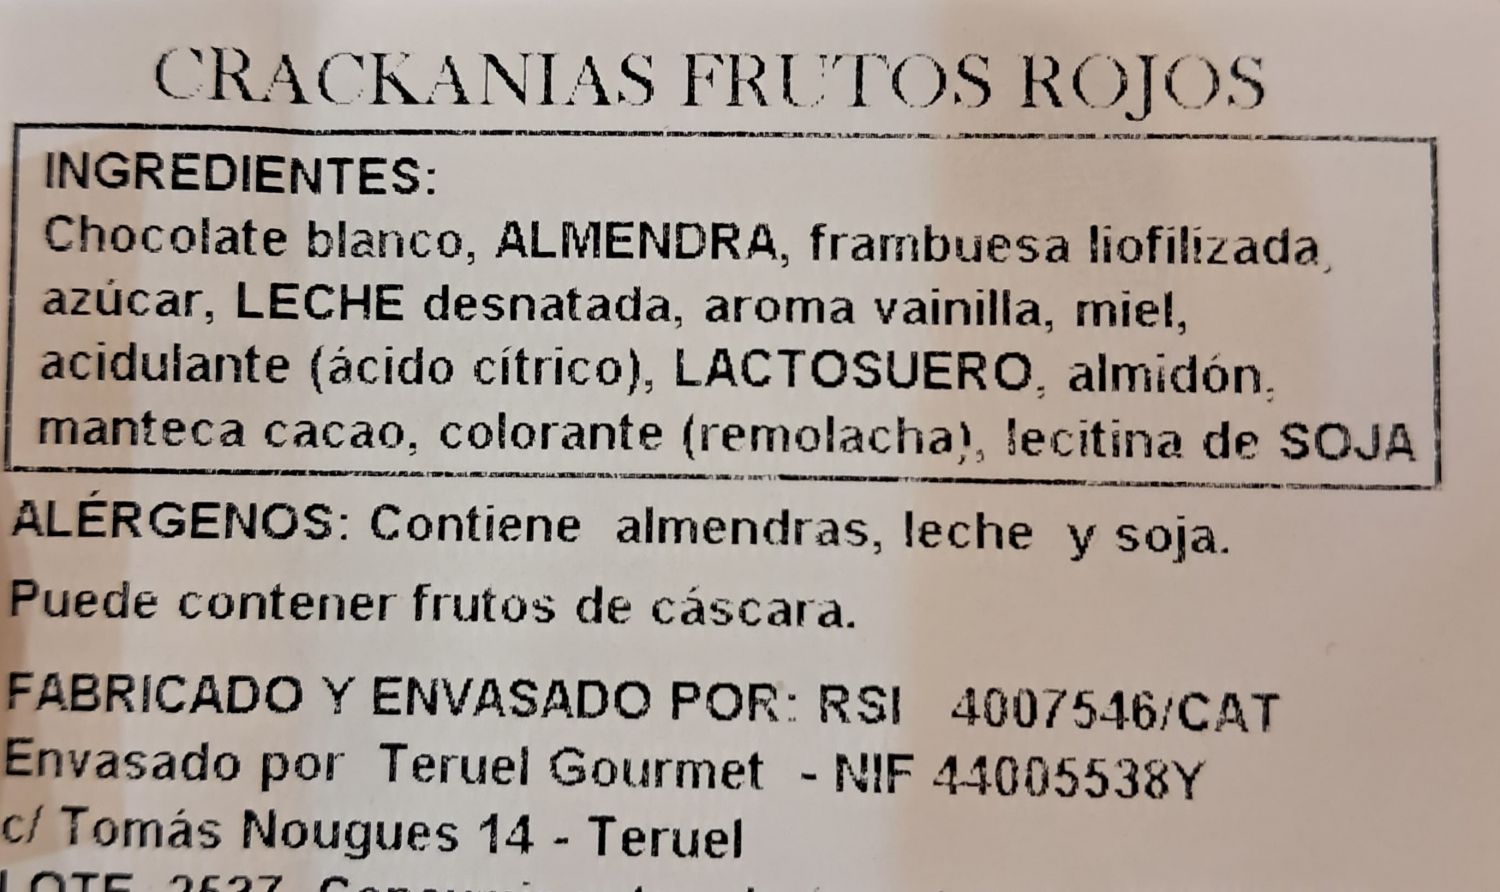 CRACKANIAS FRUTOS ROJOS
INGREDIENTES:
Chocolate blanco, ALMENDRA, frambuesa liofilizada,
azúcar, LECHE desnatada, aroma vainilla, miel,
acidulante (ácido cítrico), LACTOSUERO, almidón,
manteca cacao, colorante (remolacha), lecitina de SOJA
ALÉRGENOS: Contiene almendras, leche y soja.
Puede contener frutos de cáscara.
FABRICADO Y ENVASADO POR: RSI 4007546/CAT
Envasado por Teruel Gourmet - NIF 44005538Y
c/ Tomás Nougues 14 - Teruel
LOTE 2527